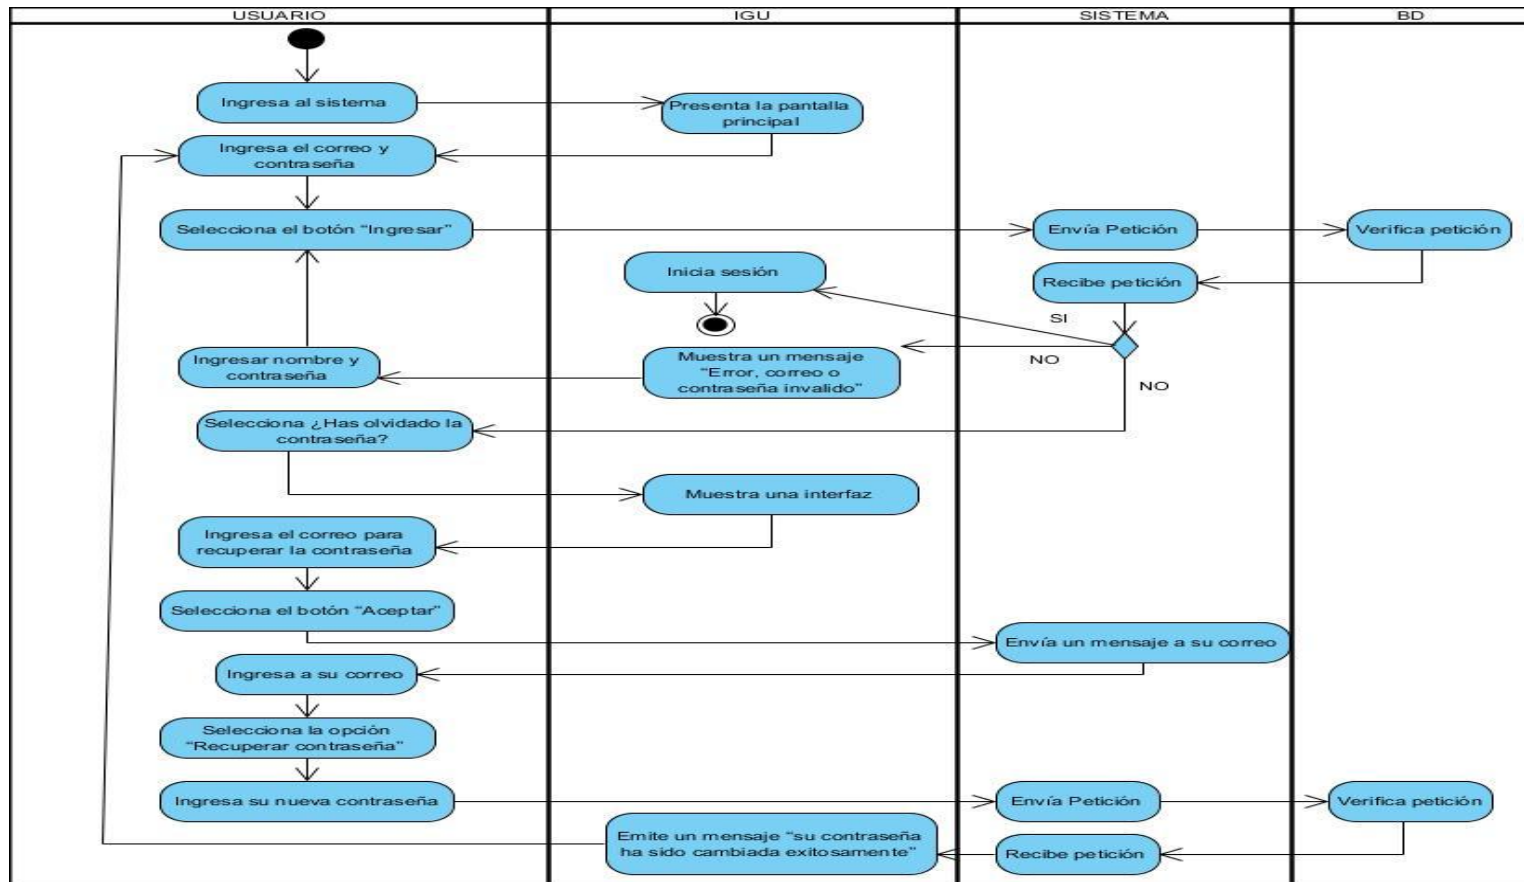 USUARIO
IGU
SISTEMA
BD
Ingresa al sistema
Presenta la pantalla
principal
Ingresa el correo y
contraseña
Selecciona el botón "Ingresar"
Envía Petición
Verifica petición
Inicia sesión
Recibe petición
SI
NO
NO
Ingresar nombre y
contraseña
Muestra un mensaje
"Error, correo o
contraseña invalido"
Selecciona ¿Has olvidado la
contraseña?
Muestra una interfaz
Ingresa el correo para
recuperar la contraseña
Selecciona el botón "Aceptar"
Envía un mensaje a su correo
Ingresa a su correo
Selecciona la opción
"Recuperar contraseña"
Ingresa su nueva contraseña
Envía Petición
Verifica petición
Emite un mensaje "su contraseña
ha sido cambiada exitosamente"
Recibe petición